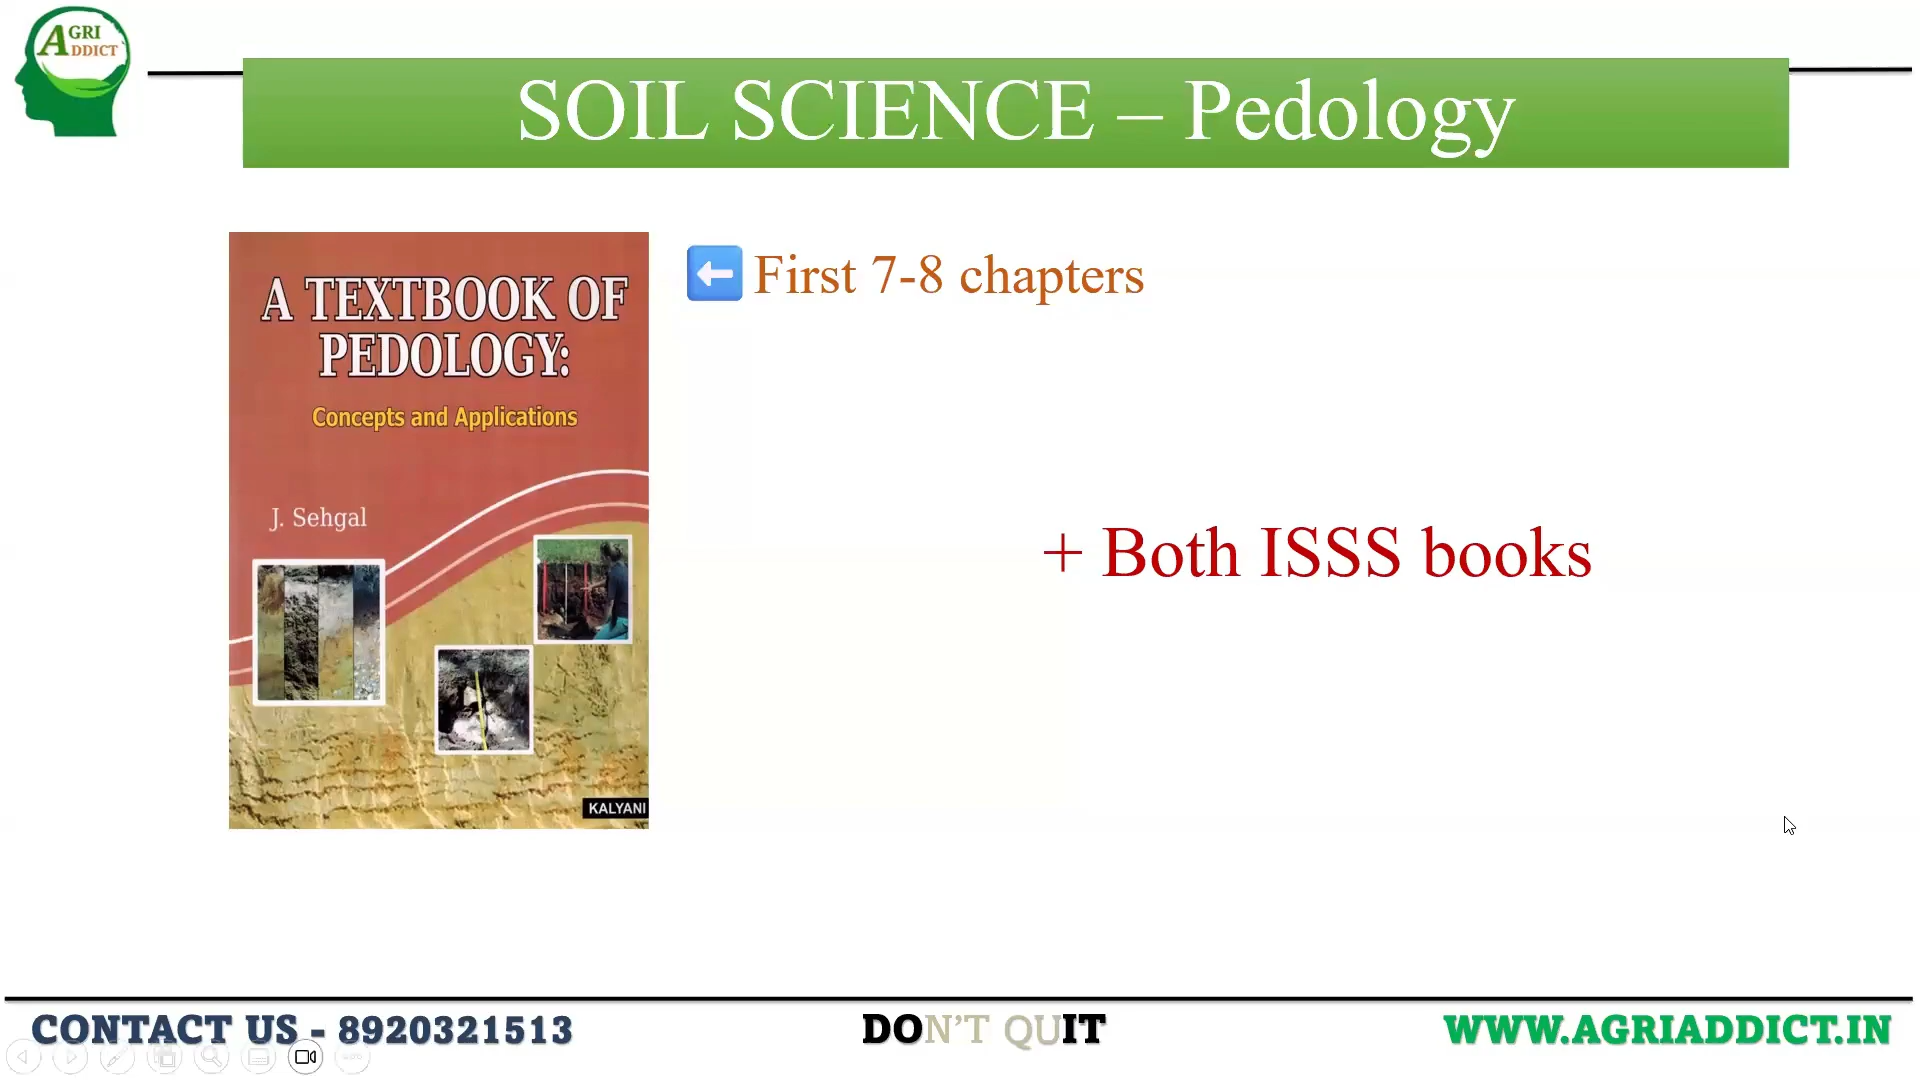 AGRI
ADDICT
SOIL SCIENCE – Pedology
A TEXTBOOK OF
PEDOLOGY:
Concepts and Applications
J. Sehgal
KALYANI
First 7-8 chapters
+ Both ISSS books
CONTACT US - 8920321513
DON'T QUIT
WWW.AGRIADDICT.IN